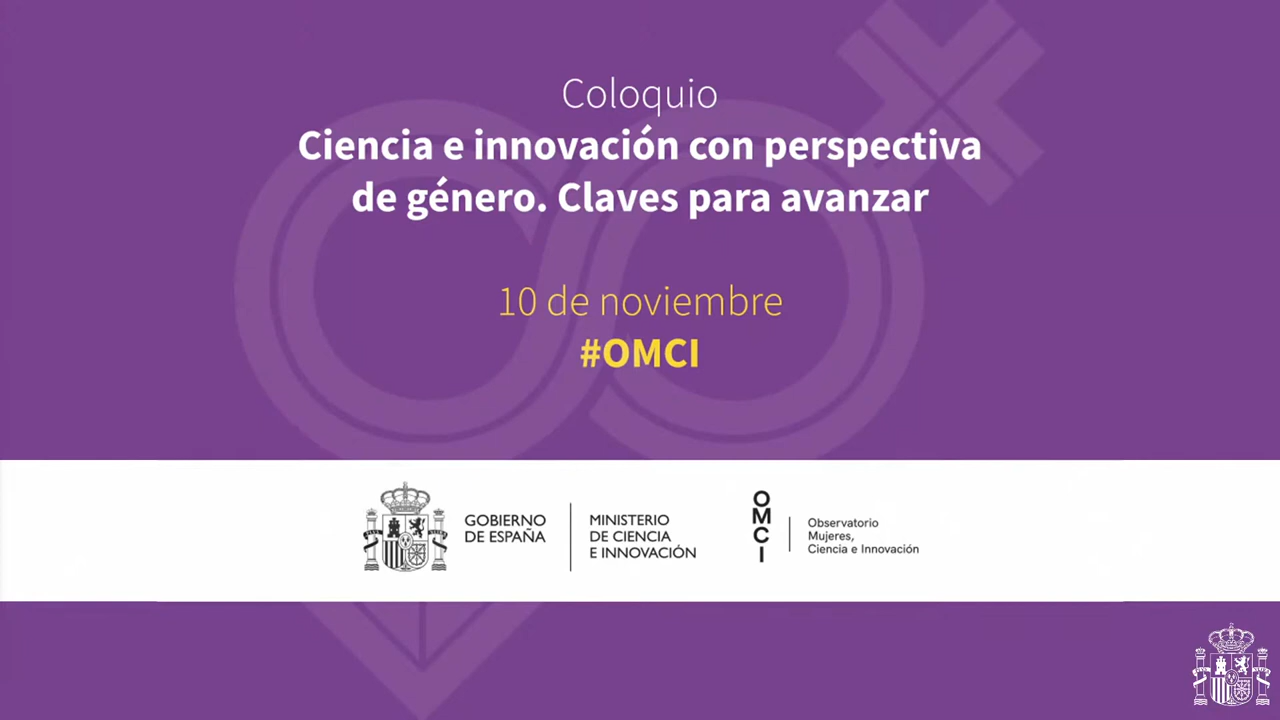 Coloquio
Ciencia e innovación con perspectiva
de género. Claves para avanzar
10 de noviembre
#OMCI
GOBIERNO
DE ESPAÑA
MINISTERIO
DE CIENCIA
E INNOVACIÓN
O
M
C
I
Observatorio
Mujeres,
Ciencia e Innovación